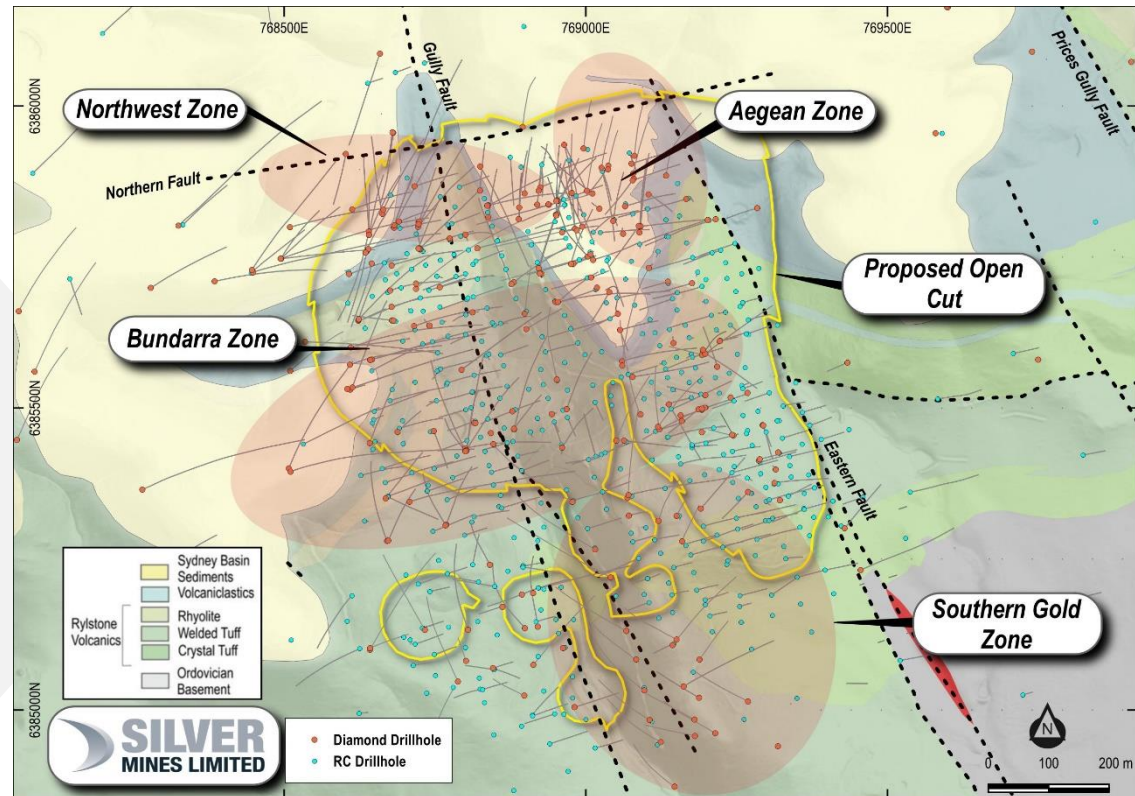 768500E
769000E
769500E
6386000N
6385500N
6385000N
Gully Fault
Prices Gully Fault
Northwest Zone
Aegean Zone
Northern Fault
Proposed Open
Cut
Bundarra Zone
Eastern Fault
Southern Gold
Zone
Sydney Basin
Sediments
Volcaniclastics
Rylstone
Volcanics
Rhyolite
Welded Tuff
Crystal Tuff
Ordovician
Basement
SILVER
MINES LIMITED
Diamond Drillhole
RC Drillhole
N
0 100 200 m